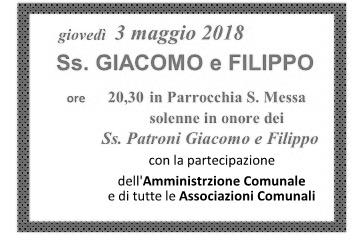 giovedì 3 maggio 2018
Ss. GIACOMO e FILIPPO
ore 20,30 in Parrocchia S. Messa
solenne in onore dei
Ss. Patroni Giacomo e Filippo
con la partecipazione
dell'Amministrzione Comunale
e di tutte le Associazioni Comunali